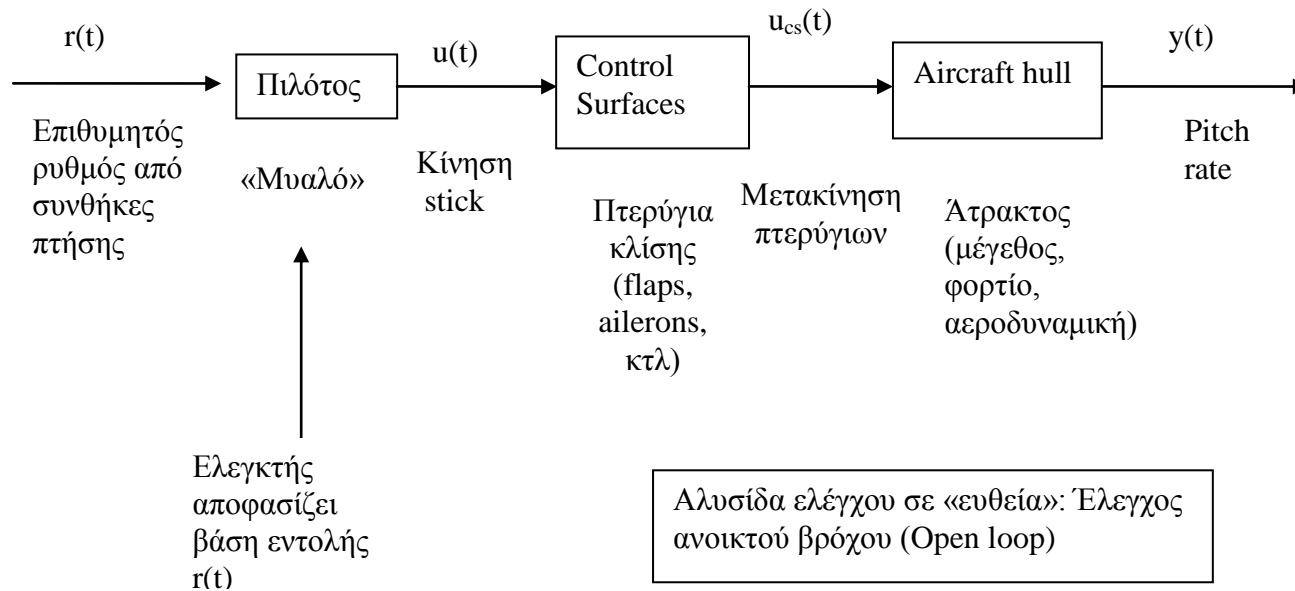 r(t)
Πιλότος
u(t)
Control
Surfaces
u_cs(t)
Aircraft hull
y(t)
Επιθυμητός
ρυθμός από
συνθήκες
πτήσης
«Μυαλό»
Κίνηση
stick
Πτερύγια
κλίσης
(flaps,
ailerons,
κτλ)
Μετακίνηση
πτερύγιων
Άτρακτος
(μέγεθος,
φορτίο,
αεροδυναμική)
Pitch
rate
Ελεγκτής
αποφασίζει
βάση εντολής
r(t)
Αλυσίδα ελέγχου σε «ευθεία»: Έλεγχος
ανοικτού βρόχου (Open loop)